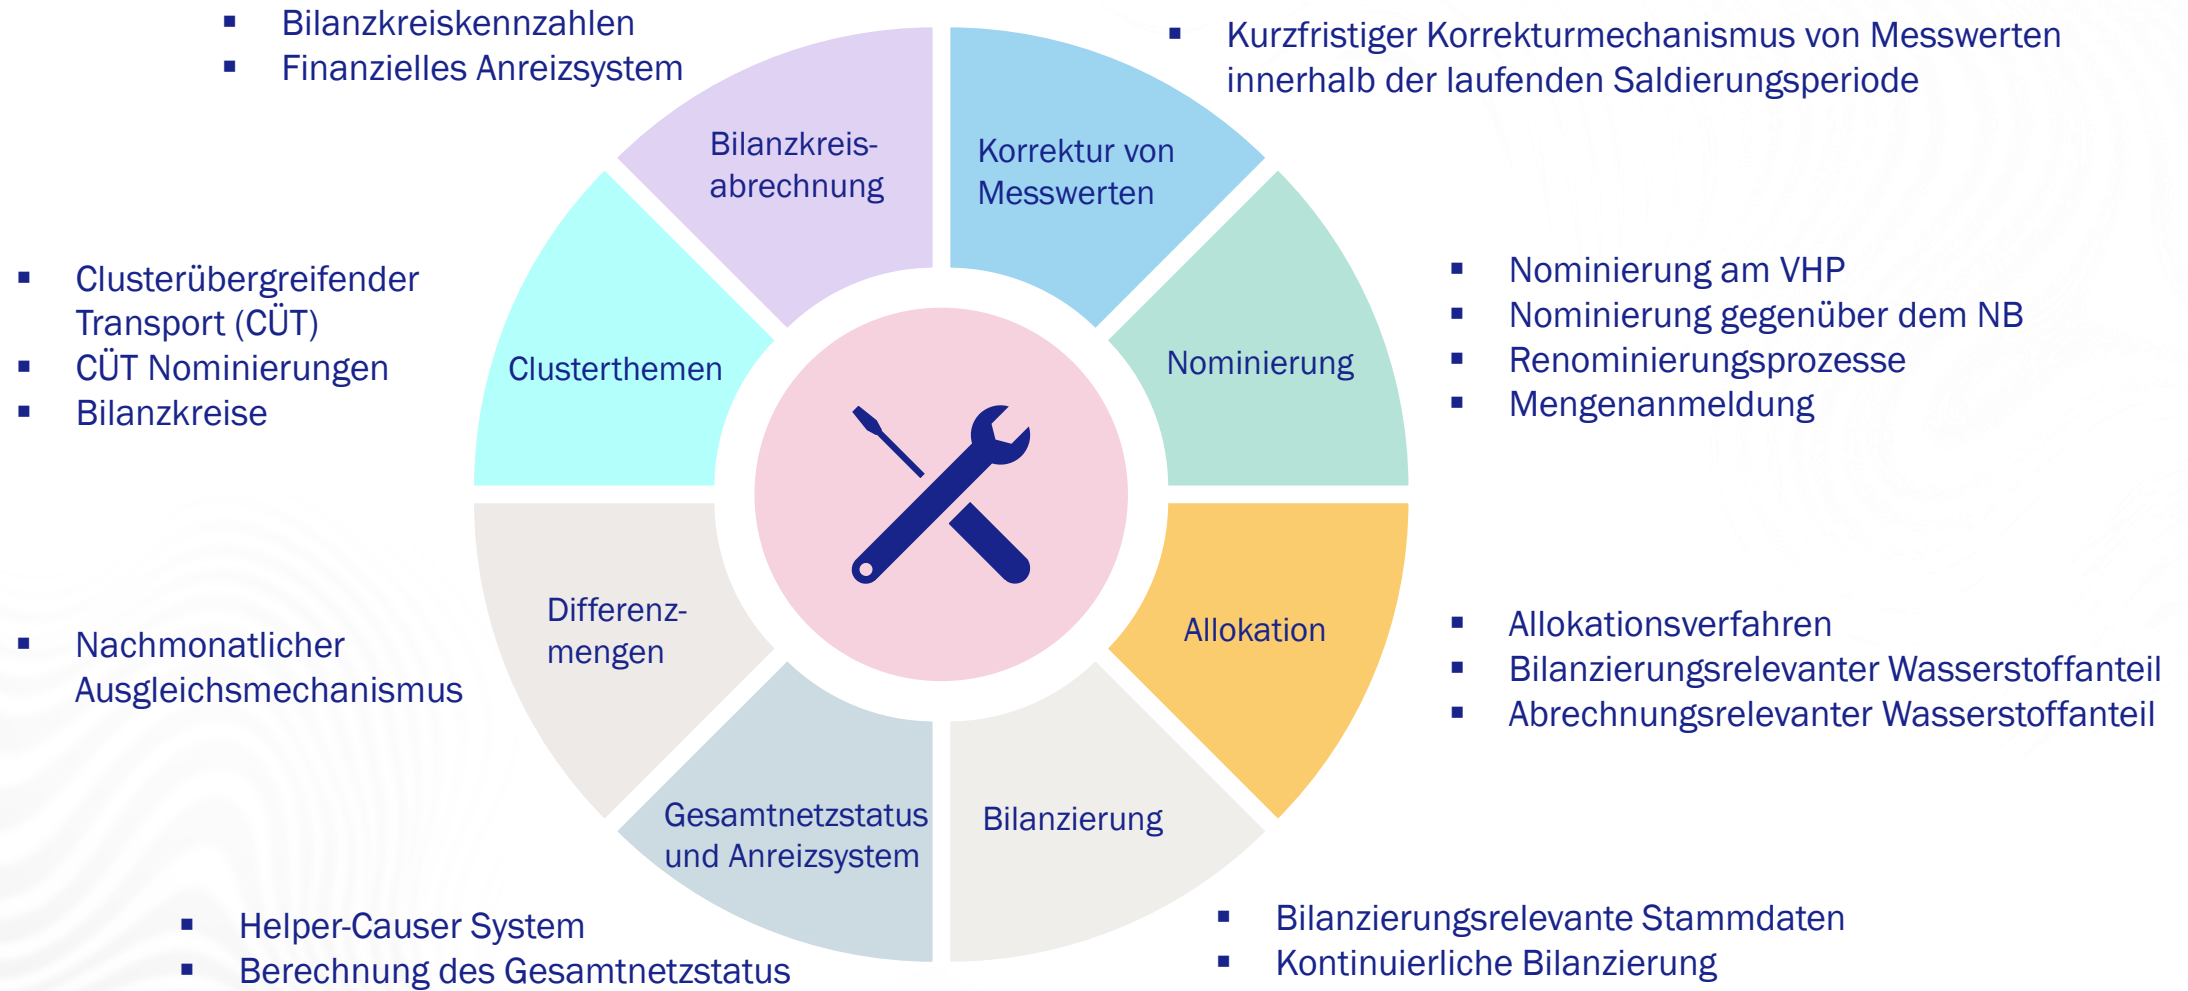 ▪ Bilanzkreiskennzahlen
▪ Finanzielles Anreizsystem
▪ Kurzfristiger Korrekturmechanismus von Messwerten
innerhalb der laufenden Saldierungsperiode
Bilanzkreis-
abrechnung
Korrektur von
Messwerten
▪ Clusterübergreifender
Transport (CÜT)
▪ CÜT Nominierungen
▪ Bilanzkreise
Clusterthemen
Nominierung
▪ Nominierung am VHP
▪ Nominierung gegenüber dem NB
▪ Renominierungsprozesse
▪ Mengenanmeldung
▪ Nachmonatlicher
Ausgleichsmechanismus
Differenz-
mengen
Allokation
▪ Allokationsverfahren
▪ Bilanzierungsrelevanter Wasserstoffanteil
▪ Abrechnungsrelevanter Wasserstoffanteil
Gesamtnetzstatus
und Anreizsystem
Bilanzierung
▪ Helper-Causer System
▪ Berechnung des Gesamtnetzstatus
▪ Bilanzierungsrelevante Stammdaten
▪ Kontinuierliche Bilanzierung